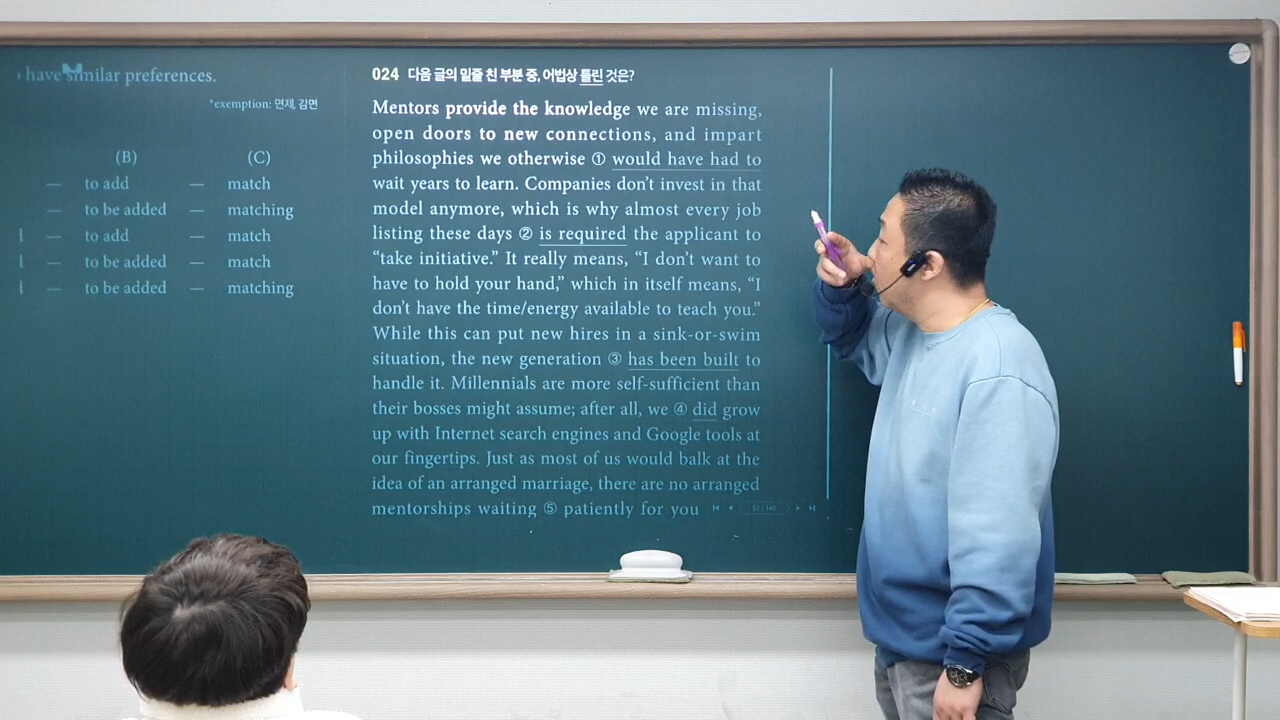 have similar preferences.
*exemption: 면제, 감면
(B) (C)
— to add — match
— to be added — matching
— to add — match
— to be added — match
— to be added — matching
024 다음 글의 밑줄 친 부분 중, 어법상 틀린 것은?
Mentors provide the knowledge we are missing,
open doors to new connections, and impart
philosophies we otherwise ① would have had to
wait years to learn. Companies don't invest in that
model anymore, which is why almost every job
listing these days ② is required the applicant to
“take initiative.” It really means, “I don't want to
have to hold your hand,” which in itself means, “I
don't have the time/energy available to teach you.”
While this can put new hires in a sink-or-swim
situation, the new generation ③ has been built to
handle it. Millennials are more self-sufficient than
their bosses might assume; after all, we ④ did grow
up with Internet search engines and Google tools at
our fingertips. Just as most of us would balk at the
idea of an arranged marriage, there are no arranged
mentorships waiting ⑤ patiently for you